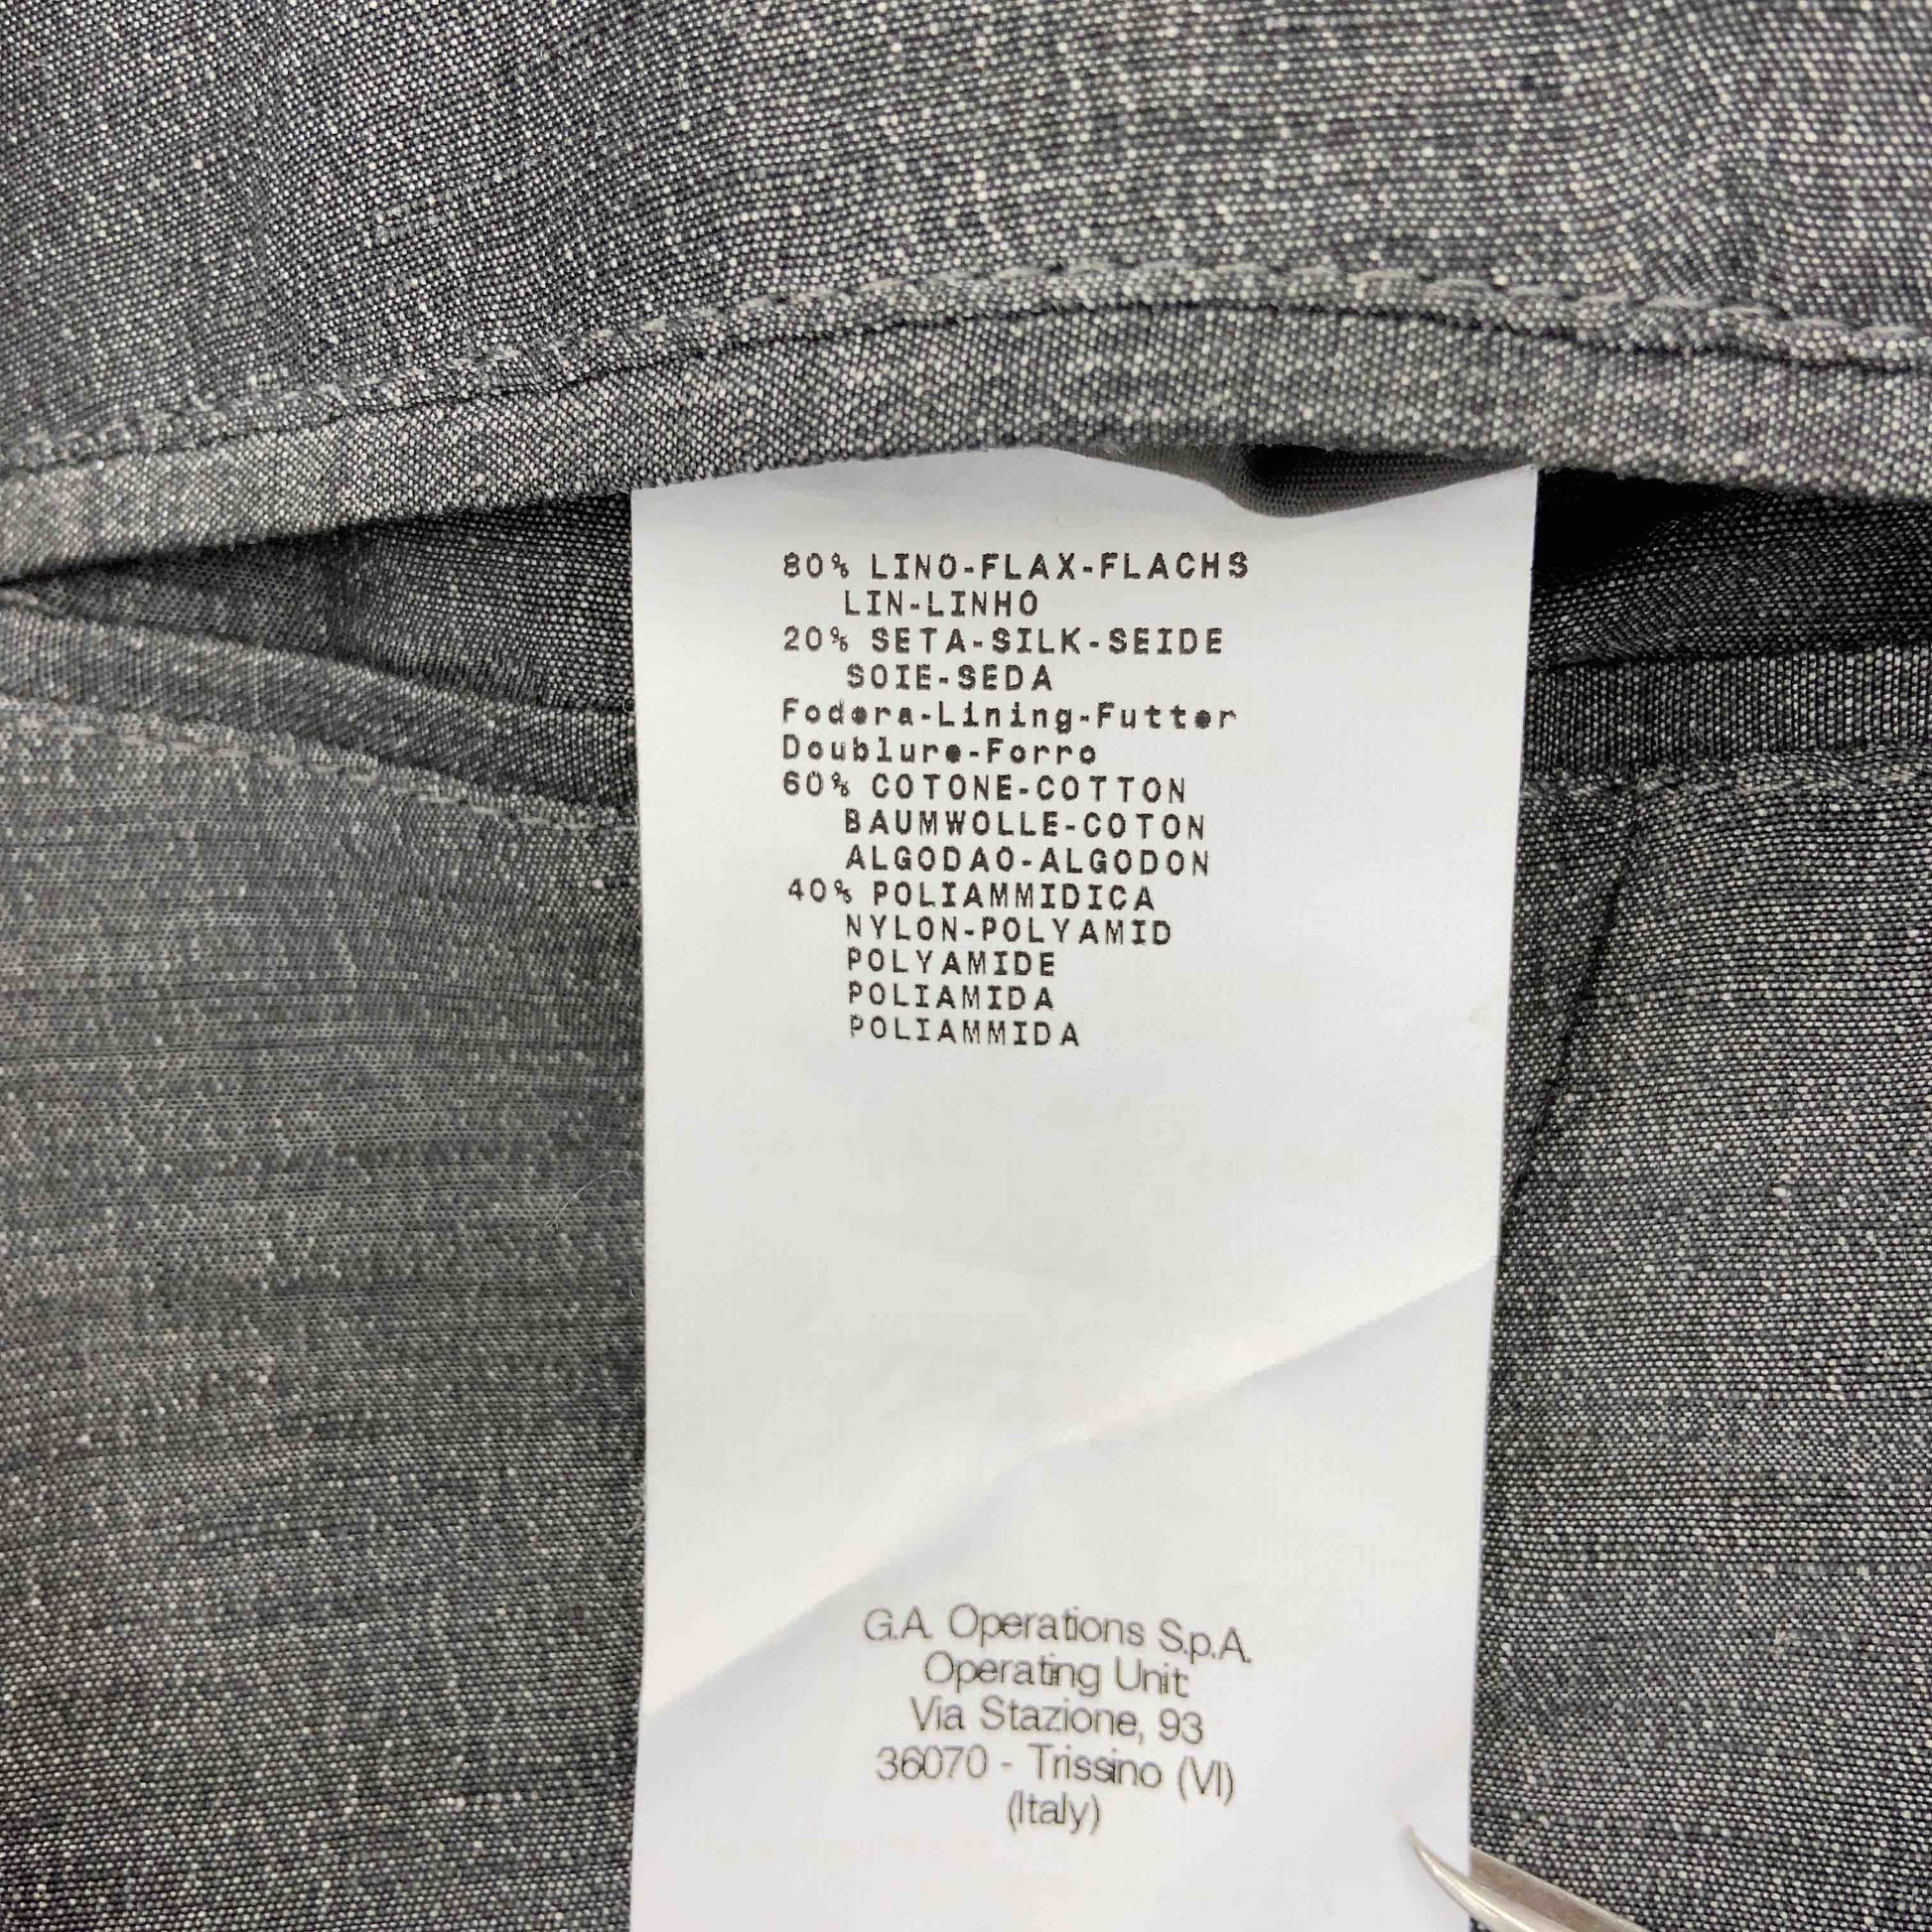 80% LINO-FLAX-FLACHS
LIN-LINHO
20% SETA-SILK-SEIDE
SOIE-SEDA
Fodera-Lining-Futter
Doublure-Forro
60% COTONE-COTTON
BAUMWOLLE-COTON
ALGODAO-ALGODON
40% POLIAMMIDICA
NYLON-POLYAMID
POLYAMIDE
POLIAMIDA
POLIAMMIDA
G.A. Operations S.p.A.
Operating Unit:
Via Stazione, 93
36070 - Trissino (VI)
(Italy)